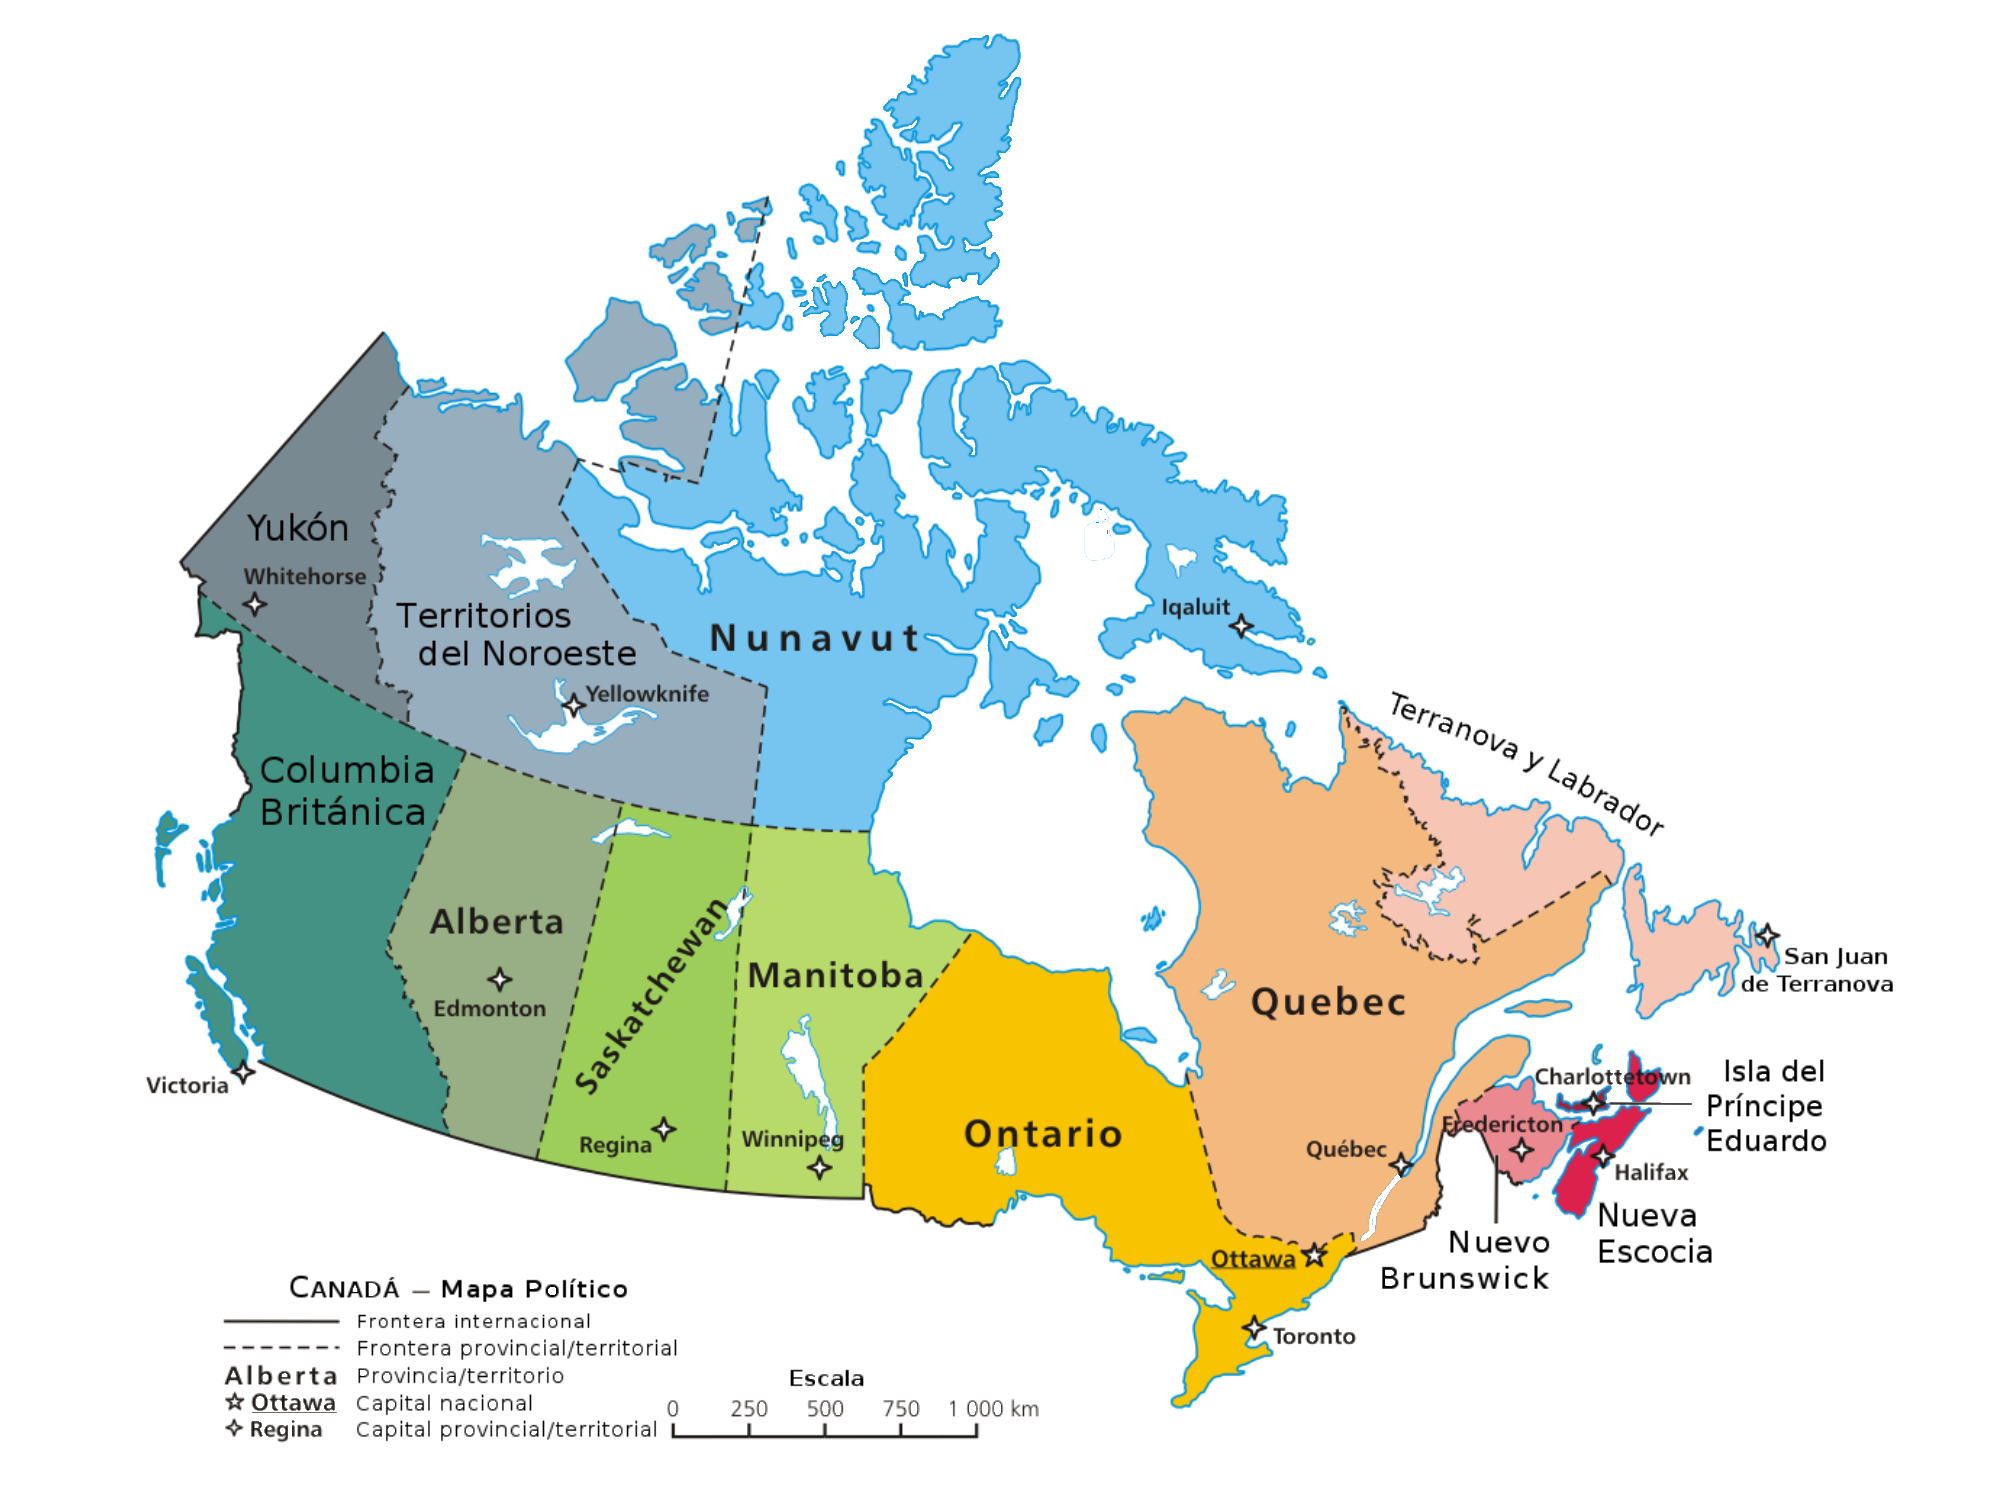 Yukón
Whitehorse
Territorios
del Noroeste
Yellowknife
Nunavut
Iqaluit
Columbia
Británica
Victoria
Alberta
Edmonton
Saskatchewan
Regina
Manitoba
Winnipeg
Ontario
Ottawa
Toronto
Quebec
Québec
Terranova y Labrador
San Juan
de Terranova
Charlottetown
Isla del
Príncipe
Eduardo
Fredericton
Nuevo
Brunswick
Halifax
Nueva
Escocia
CANADÁ – Mapa Político
Frontera internacional
Frontera provincial/territorial
Alberta Provincia/territorio
Ottawa Capital nacional
Regina Capital provincial/territorial
Escala
0 250 500 750 1 000 km